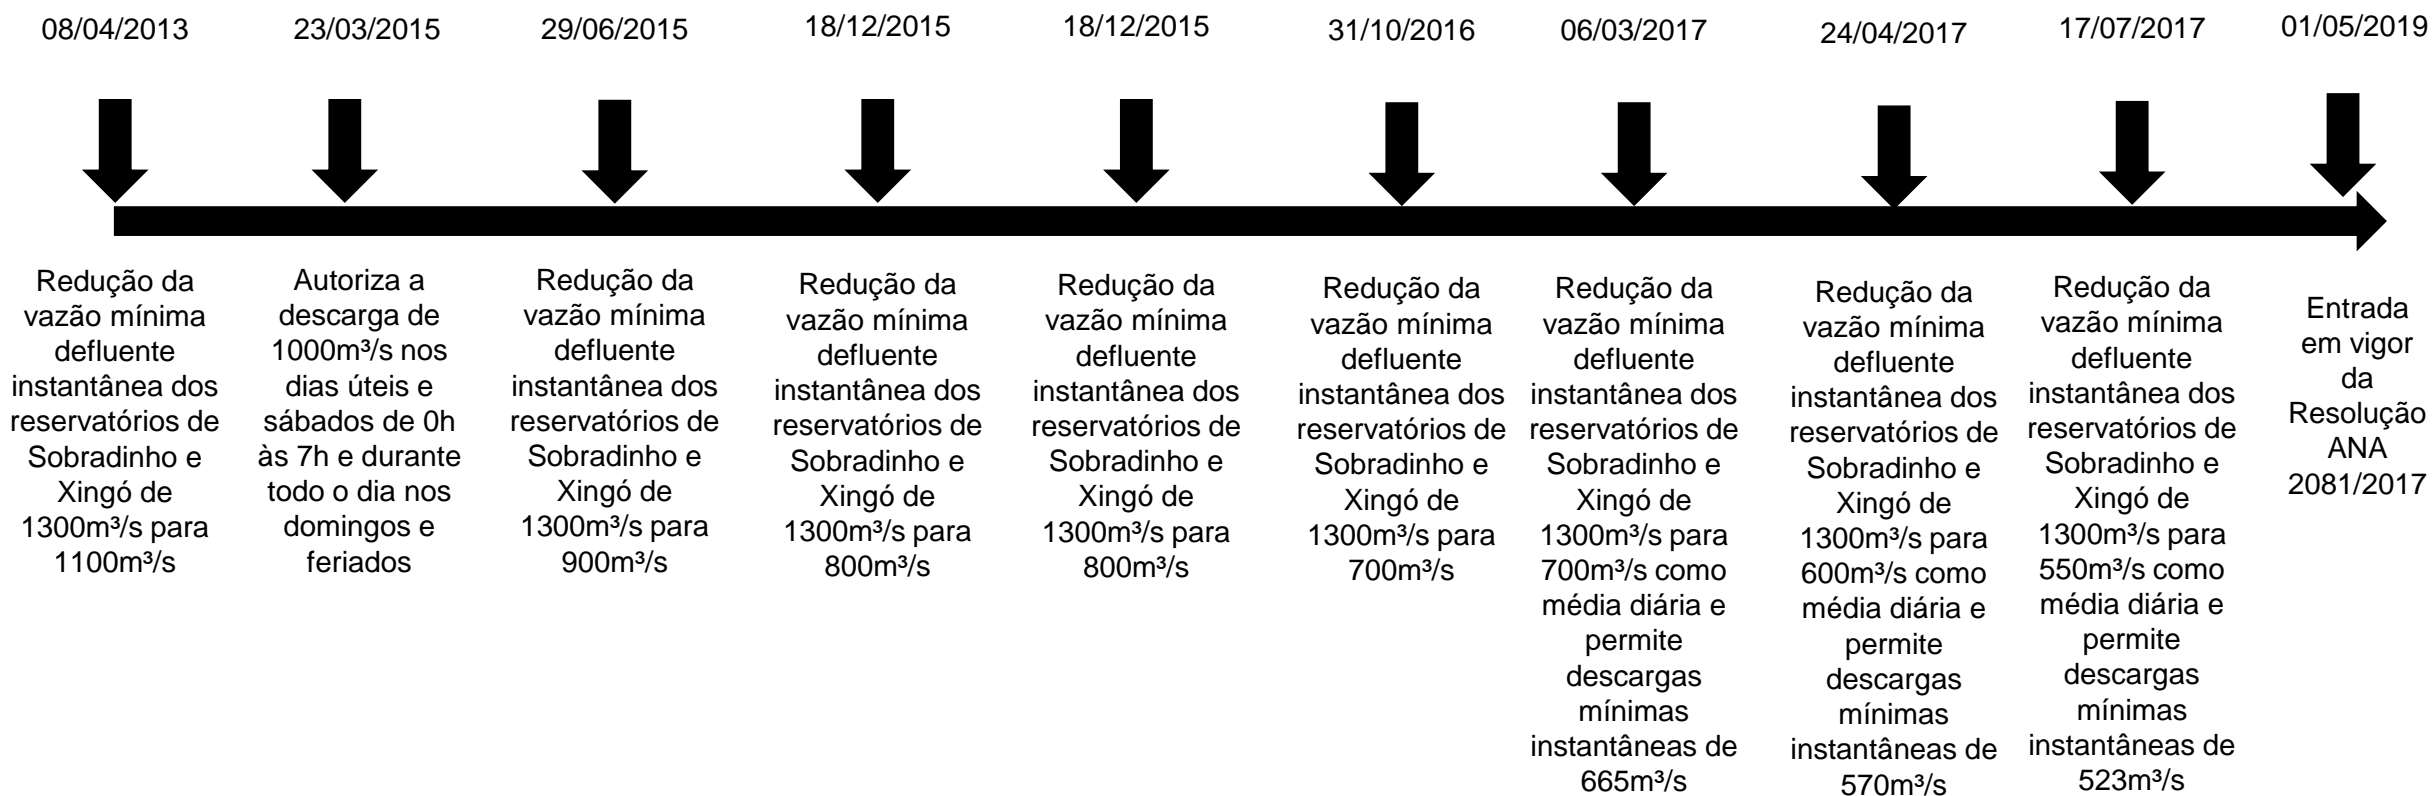 08/04/2013
23/03/2015
29/06/2015
18/12/2015
18/12/2015
31/10/2016
06/03/2017
24/04/2017
17/07/2017
01/05/2019
Redução da
vazão mínima
defluente
instantânea dos
reservatórios de
Sobradinho e
Xingó de
1300m³/s para
1100m³/s
Autoriza a
descarga de
1000m³/s nos
dias úteis e
sábados de 0h
às 7h e durante
todo o dia nos
domingos e
feriados
Redução da
vazão mínima
defluente
instantânea dos
reservatórios de
Sobradinho e
Xingó de
1300m³/s para
900m³/s
Redução da
vazão mínima
defluente
instantânea dos
reservatórios de
Sobradinho e
Xingó de
1300m³/s para
800m³/s
Redução da
vazão mínima
defluente
instantânea dos
reservatórios de
Sobradinho e
Xingó de
1300m³/s para
800m³/s
Redução da
vazão mínima
defluente
instantânea dos
reservatórios de
Sobradinho e
Xingó de
1300m³/s para
700m³/s
Redução da
vazão mínima
defluente
instantânea dos
reservatórios de
Sobradinho e
Xingó de
1300m³/s para
700m³/s como
média diária e
permite
descargas
mínimas
instantâneas de
665m³/s
Redução da
vazão mínima
defluente
instantânea dos
reservatórios de
Sobradinho e
Xingó de
1300m³/s para
600m³/s como
média diária e
permite
descargas
mínimas
instantâneas de
570m³/s
Redução da
vazão mínima
defluente
instantânea dos
reservatórios de
Sobradinho e
Xingó de
1300m³/s para
550m³/s como
média diária e
permite
descargas
mínimas
instantâneas de
523m³/s
Entrada
em vigor
da
Resolução
ANA
2081/2017